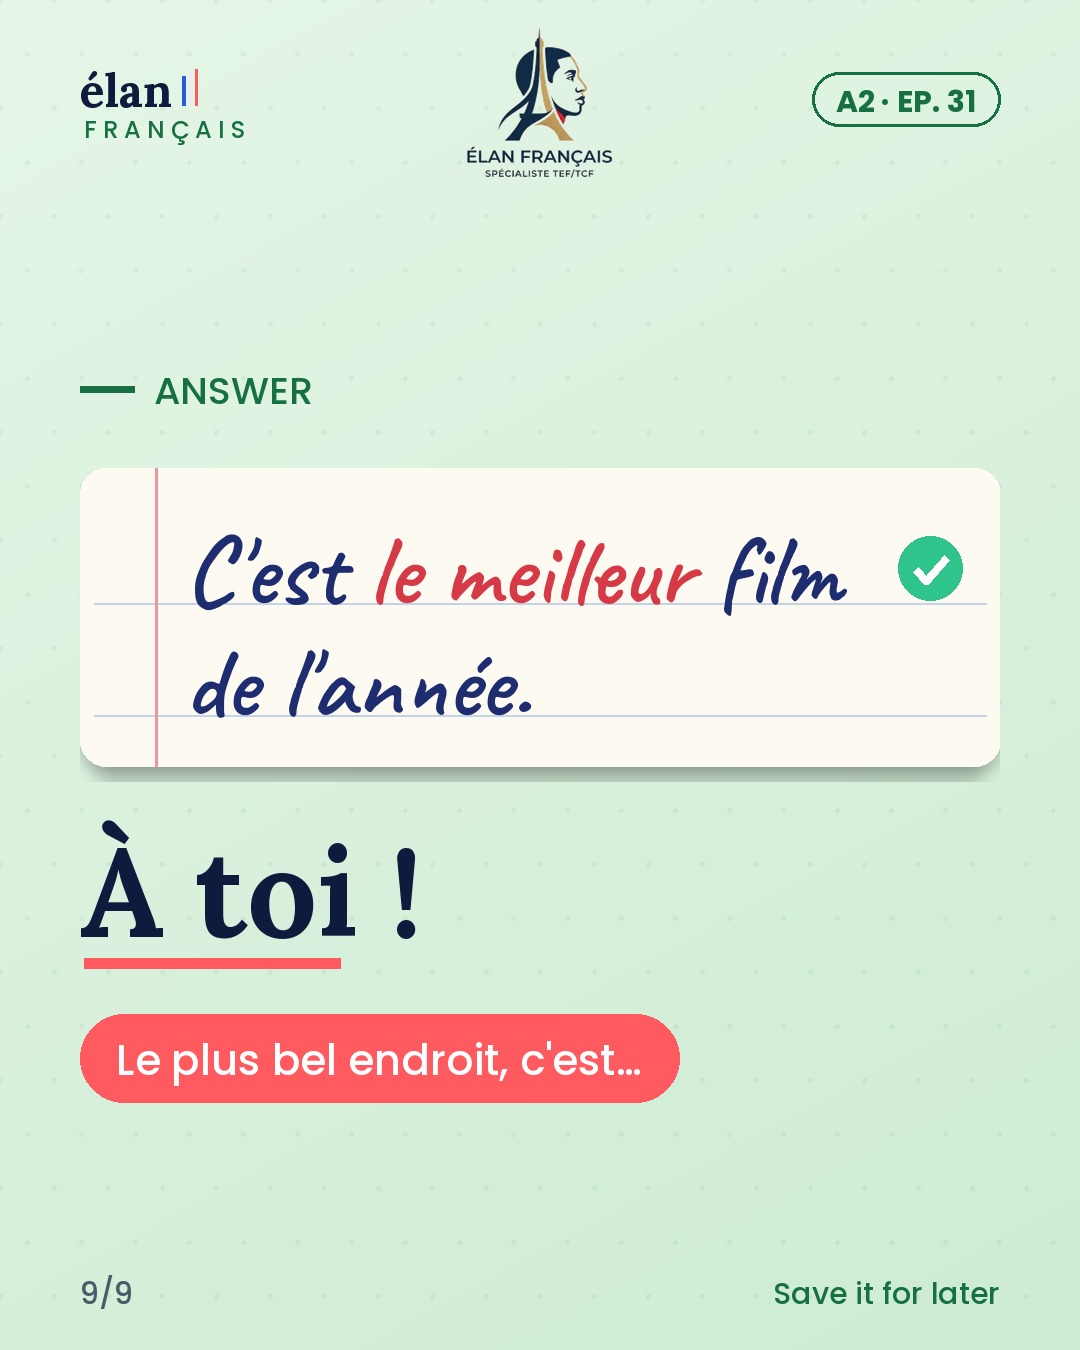 élan
FRANÇAIS
ÉLAN FRANÇAIS
SPÉCIALISTE TEF/TCF
A2 · EP. 31
ANSWER
C'est le meilleur film
de l'année.
À toi !
Le plus bel endroit, c'est...
9/9
Save it for later